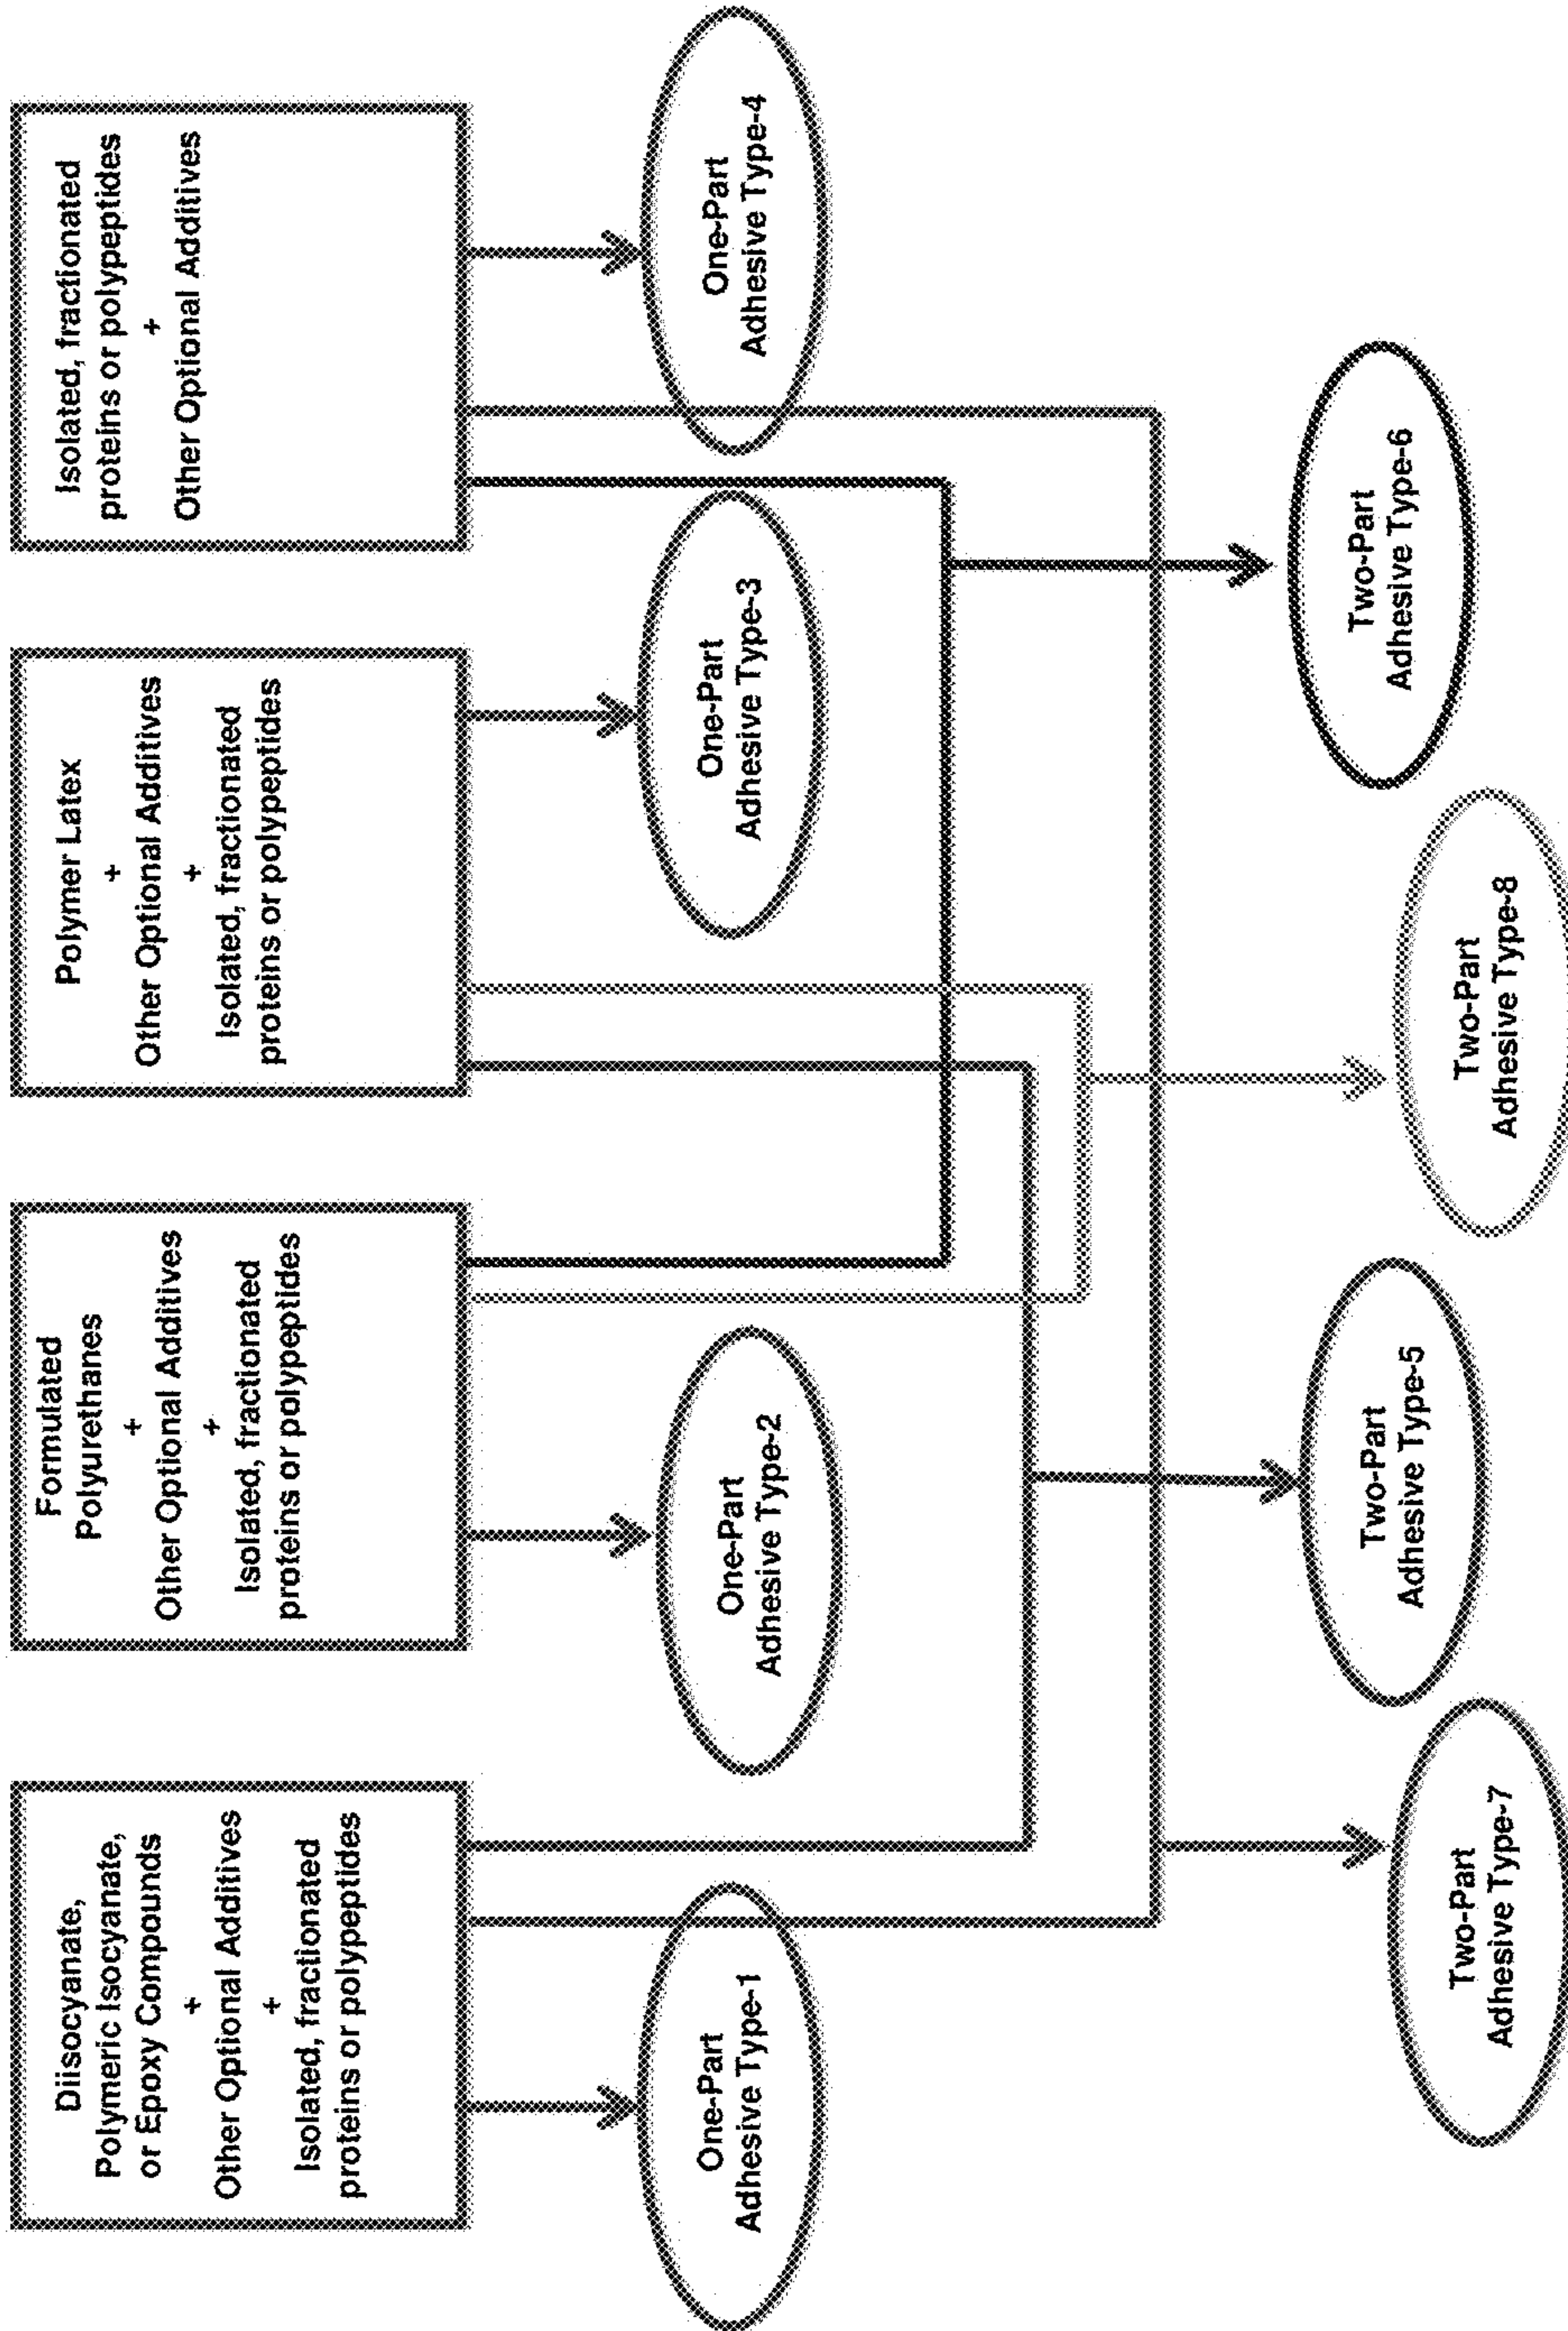 Diisocyanate,
Polymeric Isocyanate,
or Epoxy Compounds
+
Other Optional Additives
+
Isolated, fractionated
proteins or polypeptides
Formulated
Polyurethanes
+
Other Optional Additives
+
Isolated, fractionated
proteins or polypeptides
Polymer Latex
+
Other Optional Additives
+
Isolated, fractionated
proteins or polypeptides
Isolated, fractionated
proteins or polypeptides
+
Other Optional Additives
One-Part
Adhesive Type-1
One-Part
Adhesive Type-2
One-Part
Adhesive Type-3
One-Part
Adhesive Type-4
Two-Part
Adhesive Type-7
Two-Part
Adhesive Type-5
Two-Part
Adhesive Type-8
Two-Part
Adhesive Type-6